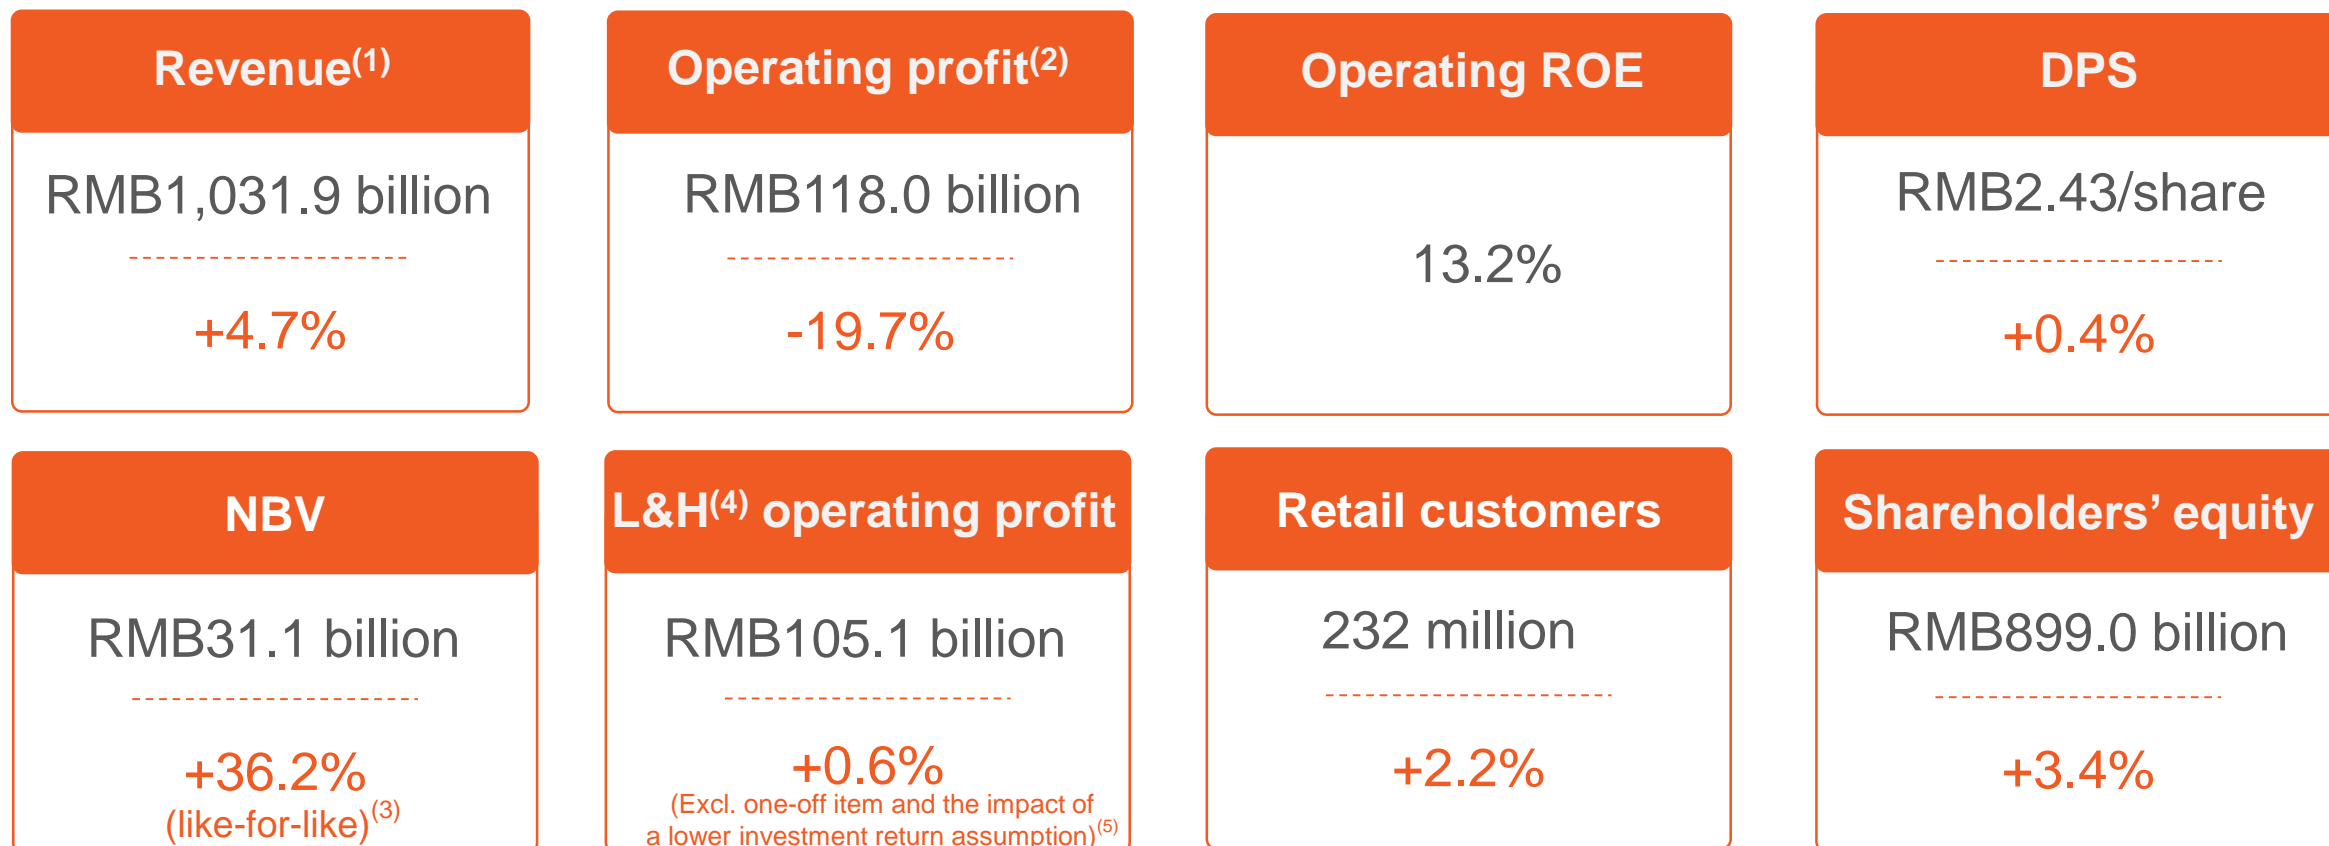 Revenue(1)
RMB1,031.9 billion
+4.7%
Operating profit(2)
RMB118.0 billion
-19.7%
Operating ROE
13.2%
DPS
RMB2.43/share
+0.4%
NBV
RMB31.1 billion
+36.2%
(like-for-like)(3)
L&H(4) operating profit
RMB105.1 billion
+0.6%
(Excl. one-off item and the impact of
a lower investment return assumption)(5)
Retail customers
232 million
+2.2%
Shareholders’ equity
RMB899.0 billion
+3.4%